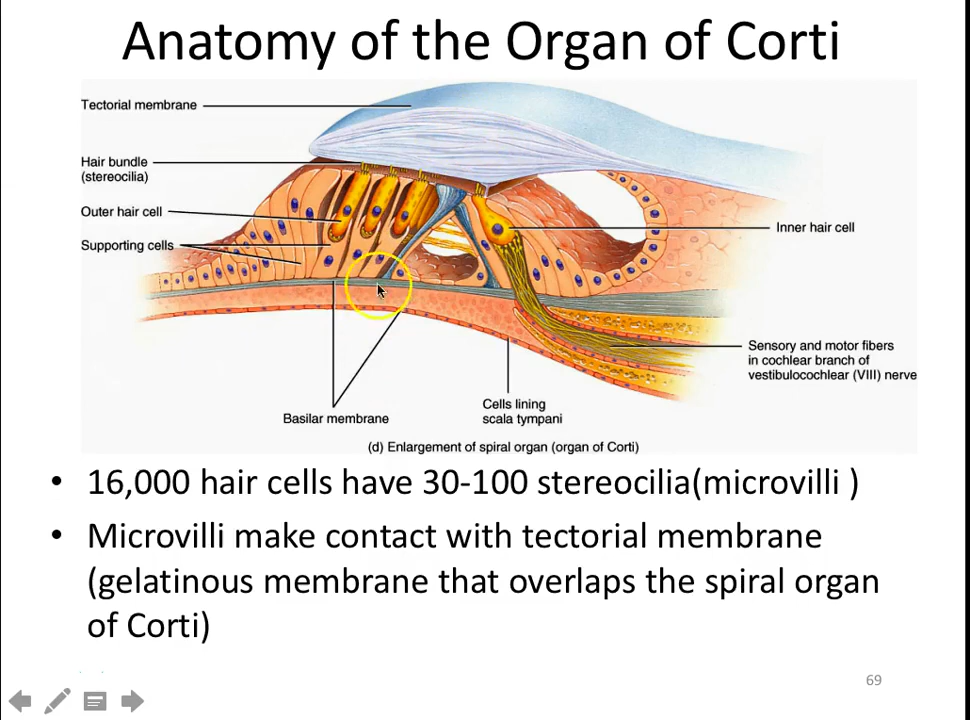 Anatomy of the Organ of Corti
Tectorial membrane
Hair bundle
(stereocilia)
Outer hair cell
Supporting cells
Inner hair cell
Sensory and motor fibers
in cochlear branch of
vestibulocochlear (VIII) nerve
Basilar membrane
Cells lining
scala tympani
(d) Enlargement of spiral organ (organ of Corti)
• 16,000 hair cells have 30-100 stereocilia(microvilli )
• Microvilli make contact with tectorial membrane
(gelatinous membrane that overlaps the spiral organ
of Corti)
69